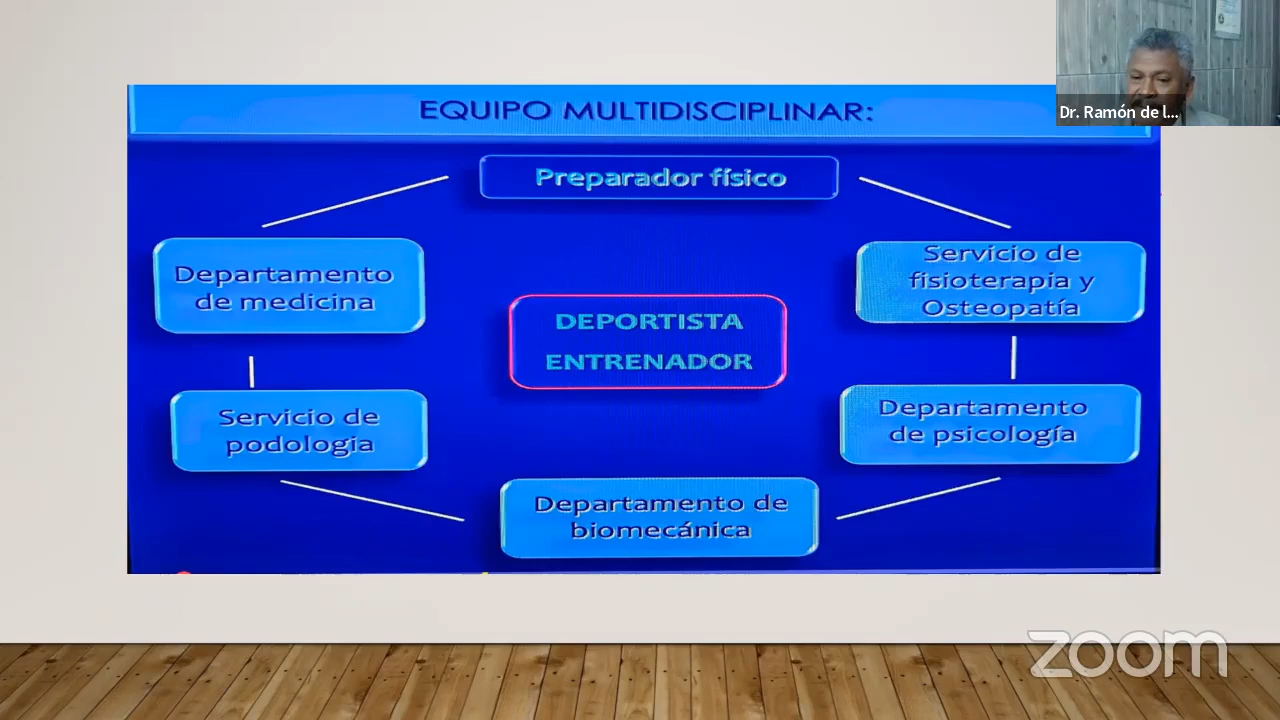 EQUIPO MULTIDISCIPLINAR:
Dr. Ramón de l...
Preparador físico
Departamento
de medicina
Servicio de
fisioterapia y
Osteopatía
DEPORTISTA
ENTRENADOR
Servicio de
podologia
Departamento
de psicología
Departamento de
biomecánica
zoom